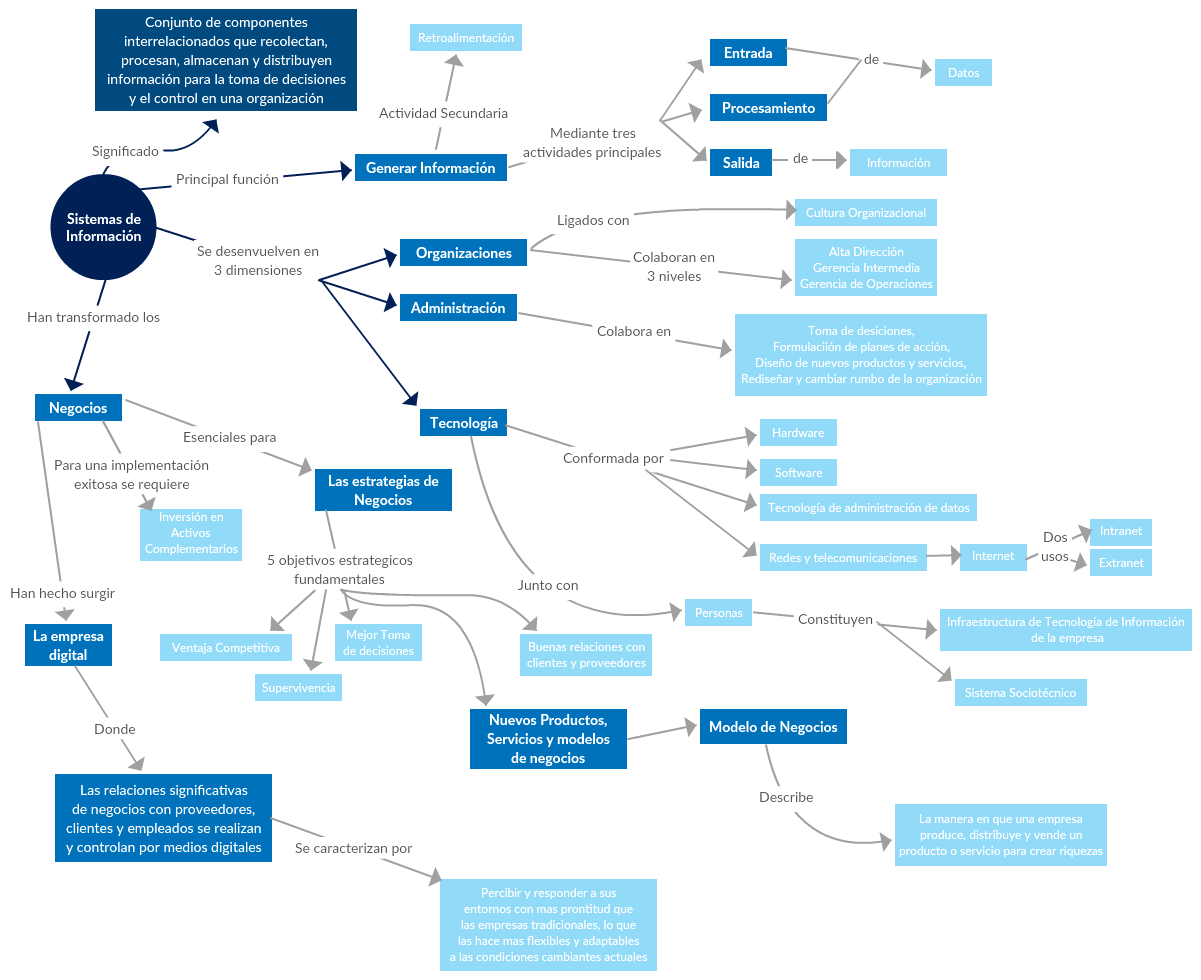 Conjunto de componentes
interrelacionados que recolectan,
procesan, almacenan y distribuyen
información para la toma de decisiones
y el control en una organización
Significado
Sistemas de
Información
Principal función
Generar Información
Actividad Secundaria
Retroalimentación
Mediante tres
actividades principales
Entrada
Procesamiento
de
Datos
Salida
de
Información
Se desenvuelven en
3 dimensiones
Organizaciones
Ligados con
Cultura Organizacional
Colaboran en
3 niveles
Alta Dirección
Gerencia Intermedia
Gerencia de Operaciones
Administración
Colabora en
Toma de desiciones,
Formulaciión de planes de acción,
Diseño de nuevos productos y servicios,
Rediseñar y cambiar rumbo de la organización
Tecnología
Conformada por
Hardware
Software
Tecnología de administración de datos
Redes y telecomunicaciones
Internet
Dos
usos
Intranet
Extranet
Junto con
Personas
Constituyen
Infraestructura de Tecnologia de Información
de la empresa
Sistema Sociotécnico
Han transformado los
Negocios
Esenciales para
Las estrategias de
Negocios
Para una implementación
exitosa se requiere
Inversión en
Activos
Complementarios
5 objetivos estrategicos
fundamentales
Ventaja Competitiva
Supervivencia
Mejor Toma
de decisiones
Buenas relaciones con
clientes y proveedores
Nuevos Productos,
Servicios y modelos
de negocios
Modelo de Negocios
Describe
La manera en que una empresa
produce, distribuye y vende un
producto o servicio para crear riquezas
Han hecho surgir
La empresa
digital
Donde
Las relaciones significativas
de negocios con proveedores,
clientes y empleados se realizan
y controlan por medios digitales
Se caracterizan por
Percibir y responder a sus
entornos con mas prontitud que
las empresas tradicionales, lo que
las hace mas flexibles y adaptables
a las condiciones cambiantes actuales